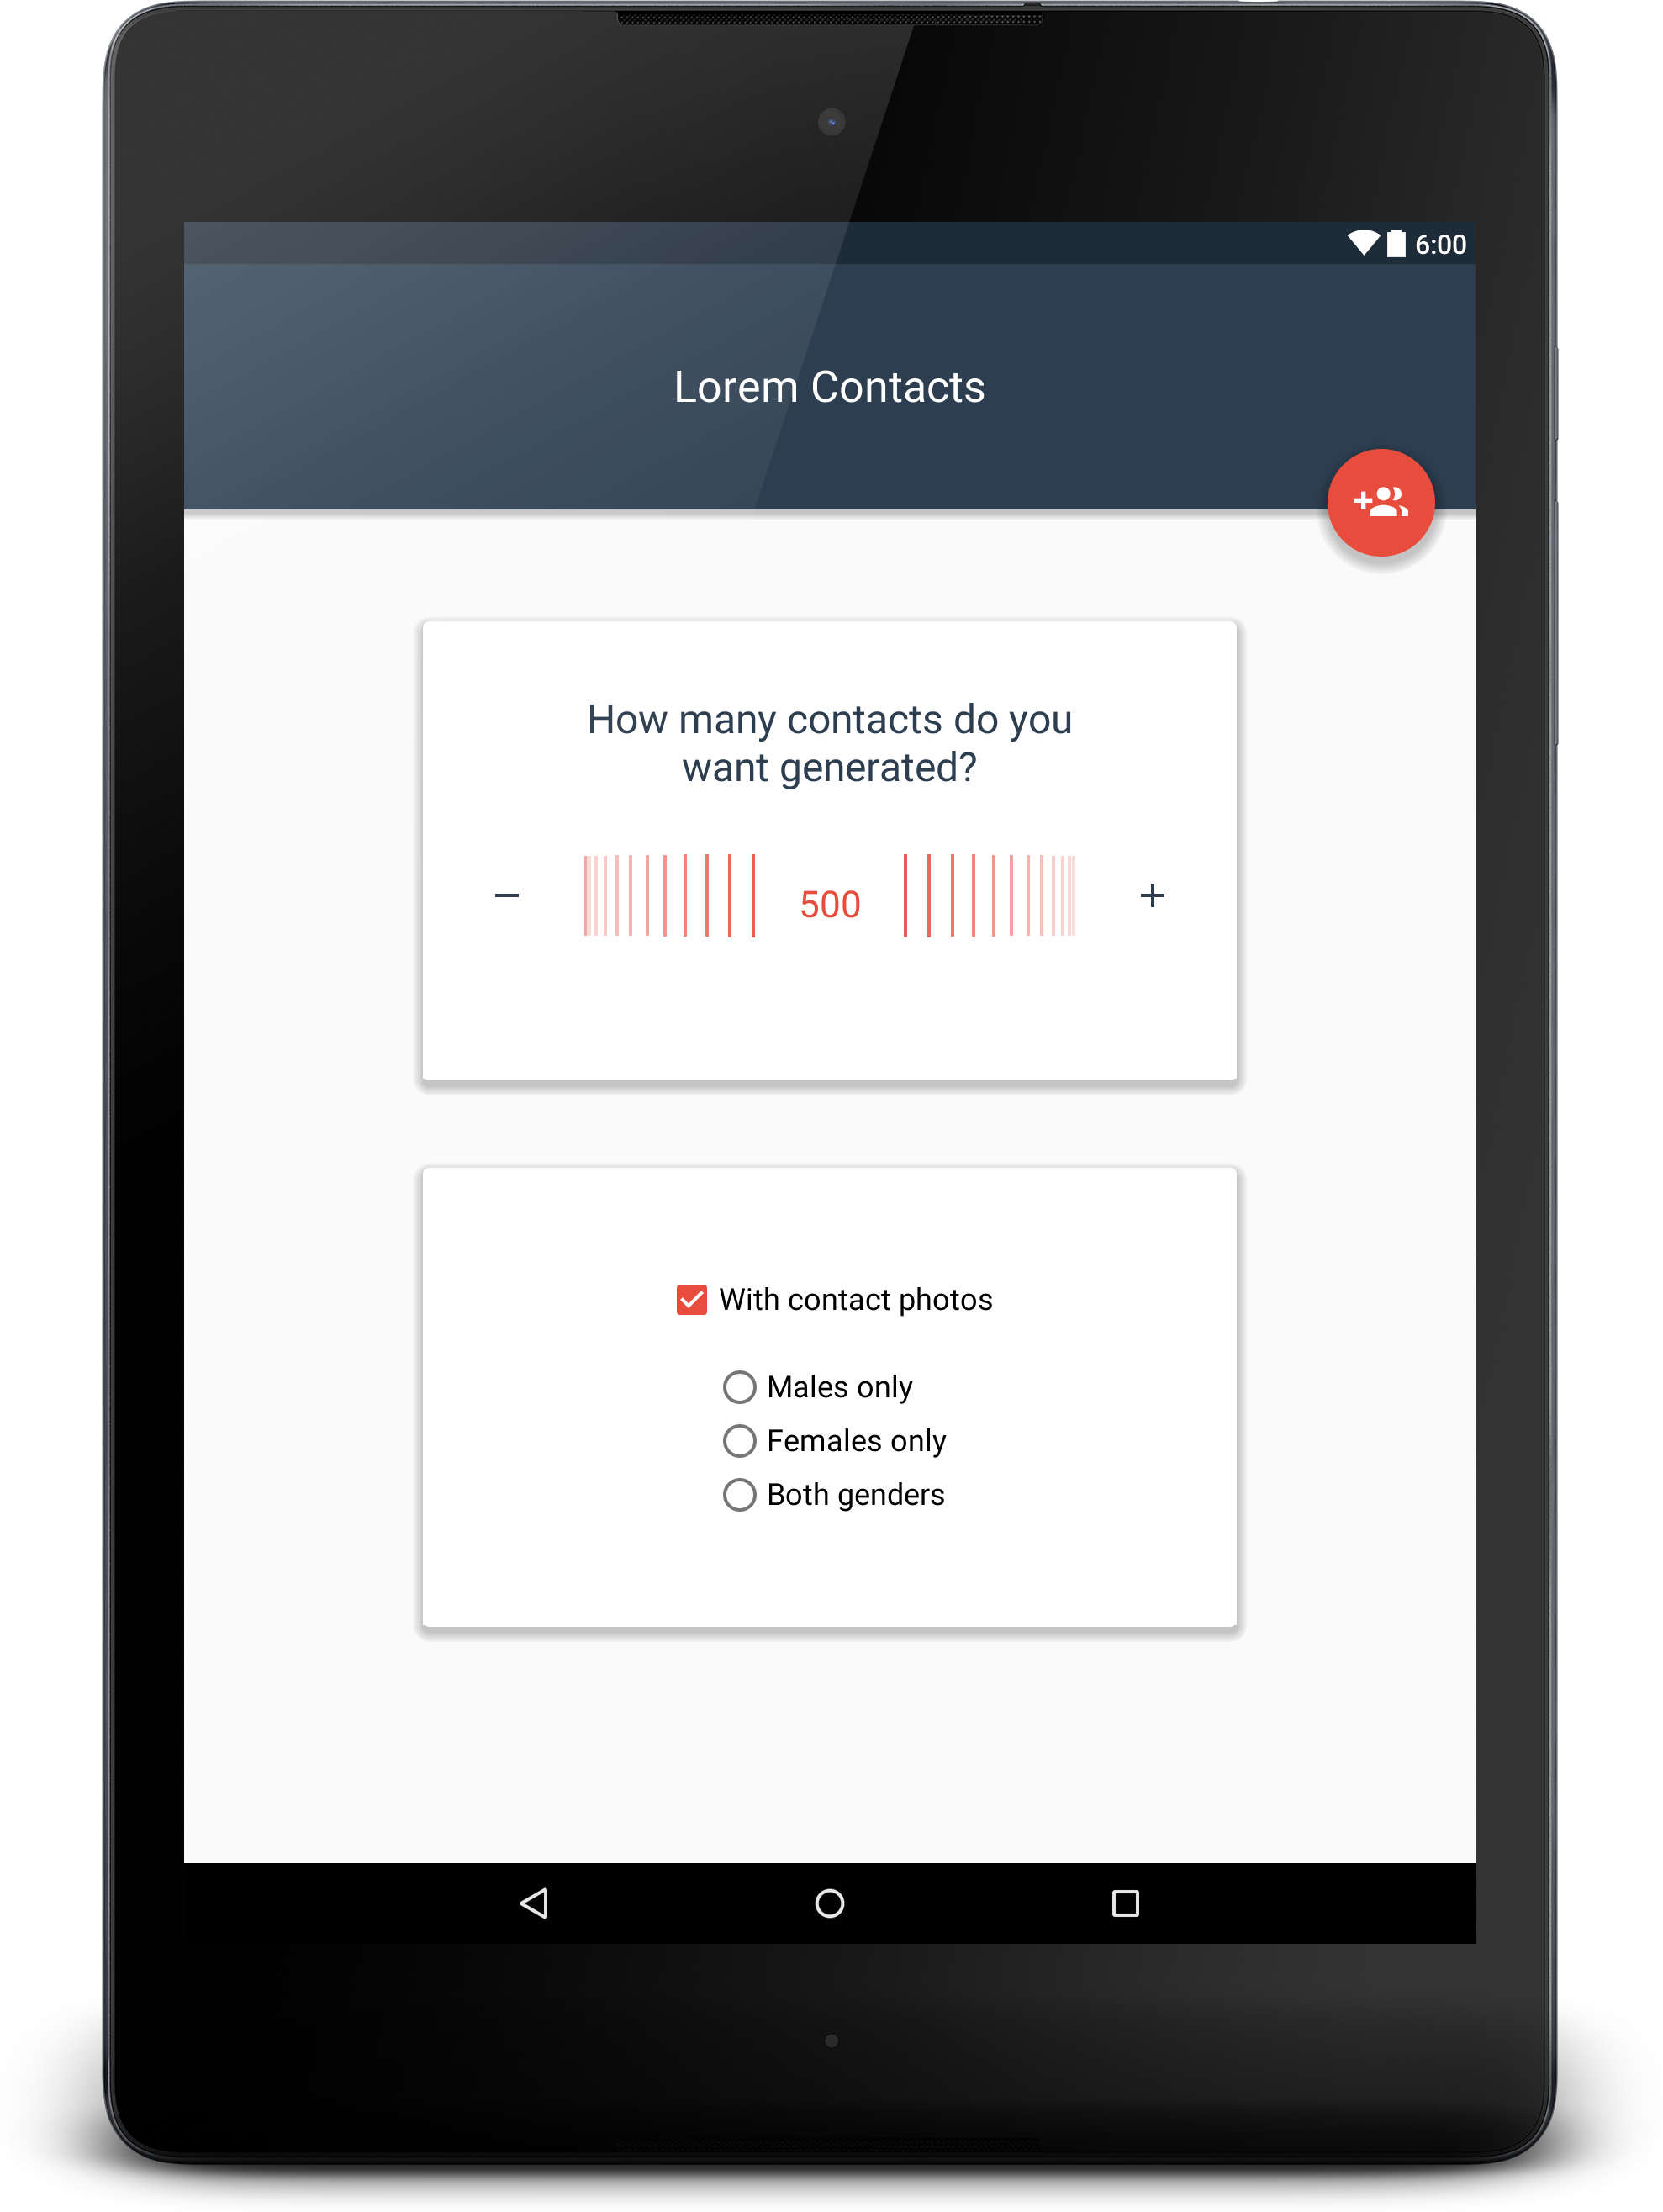 6:00
Lorem Contacts
How many contacts do you
want generated?
500
With contact photos
Males only
Females only
Both genders